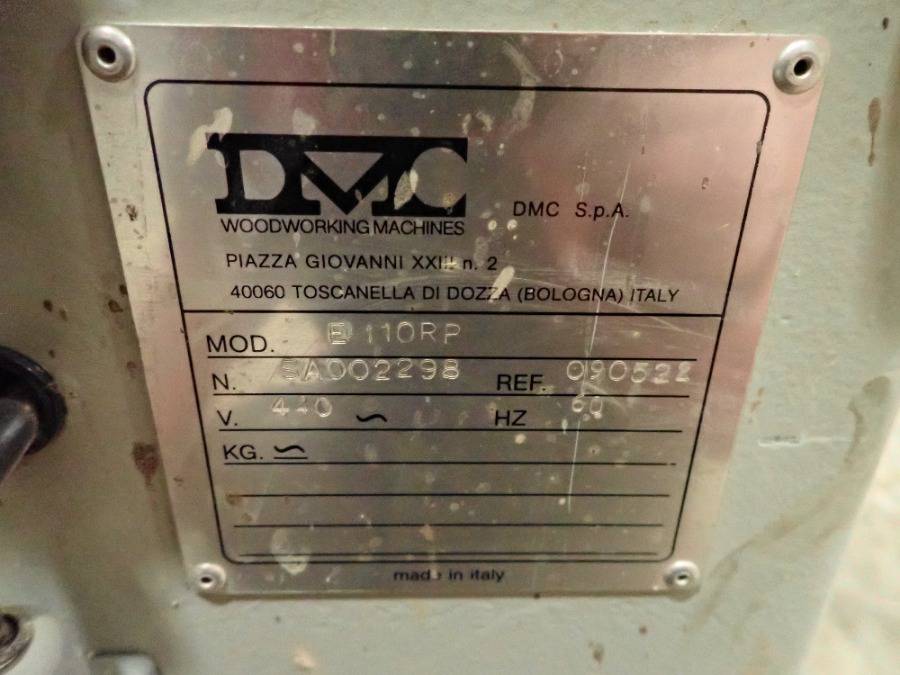 DMC
WOODWORKING MACHINES
DMC S.p.A.
PIAZZA GIOVANNI XXIII n. 2
40060 TOSCANELLA DI DOZZA (BOLOGNA) ITALY
MOD. E 110RP
N. SA002298 REF. 090522
V. 440 ~ HZ 60
KG. ≃
made in italy